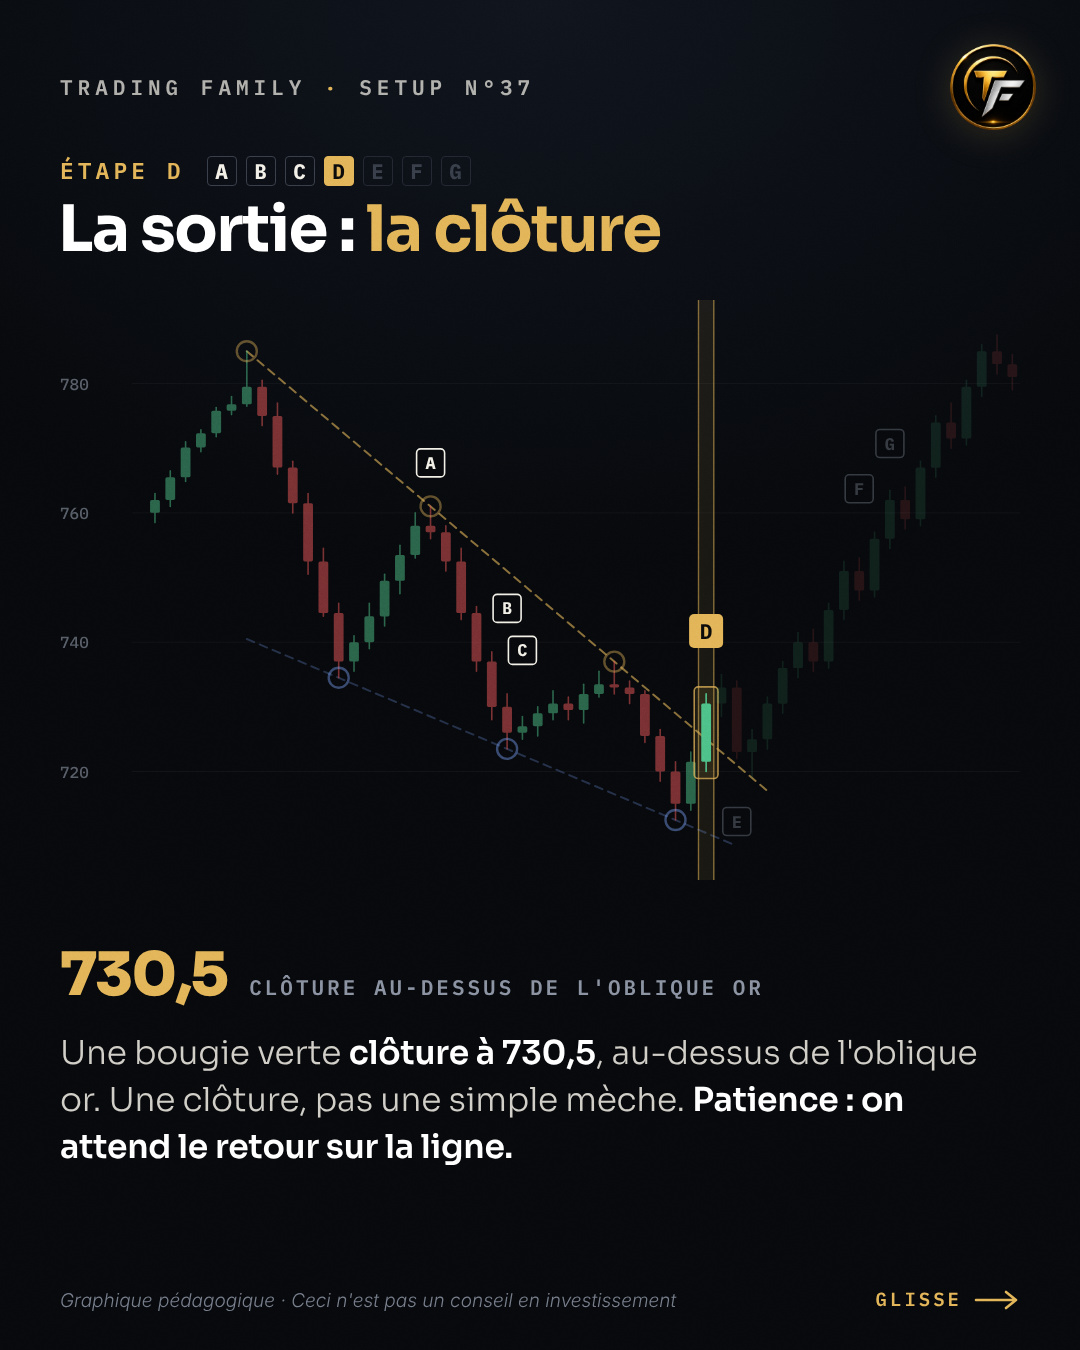 TRADING FAMILY · SETUP N°37
TF
ÉTAPE D A B C D E F G
La sortie : la clôture
780
760
740
720
A
B
C
D
E
F
G
730,5 CLÔTURE AU-DESSUS DE L'OBLIQUE OR
Une bougie verte clôture à 730,5, au-dessus de l'oblique
or. Une clôture, pas une simple mèche. Patience : on
attend le retour sur la ligne.
Graphique pédagogique · Ceci n'est pas un conseil en investissement
GLISSE →